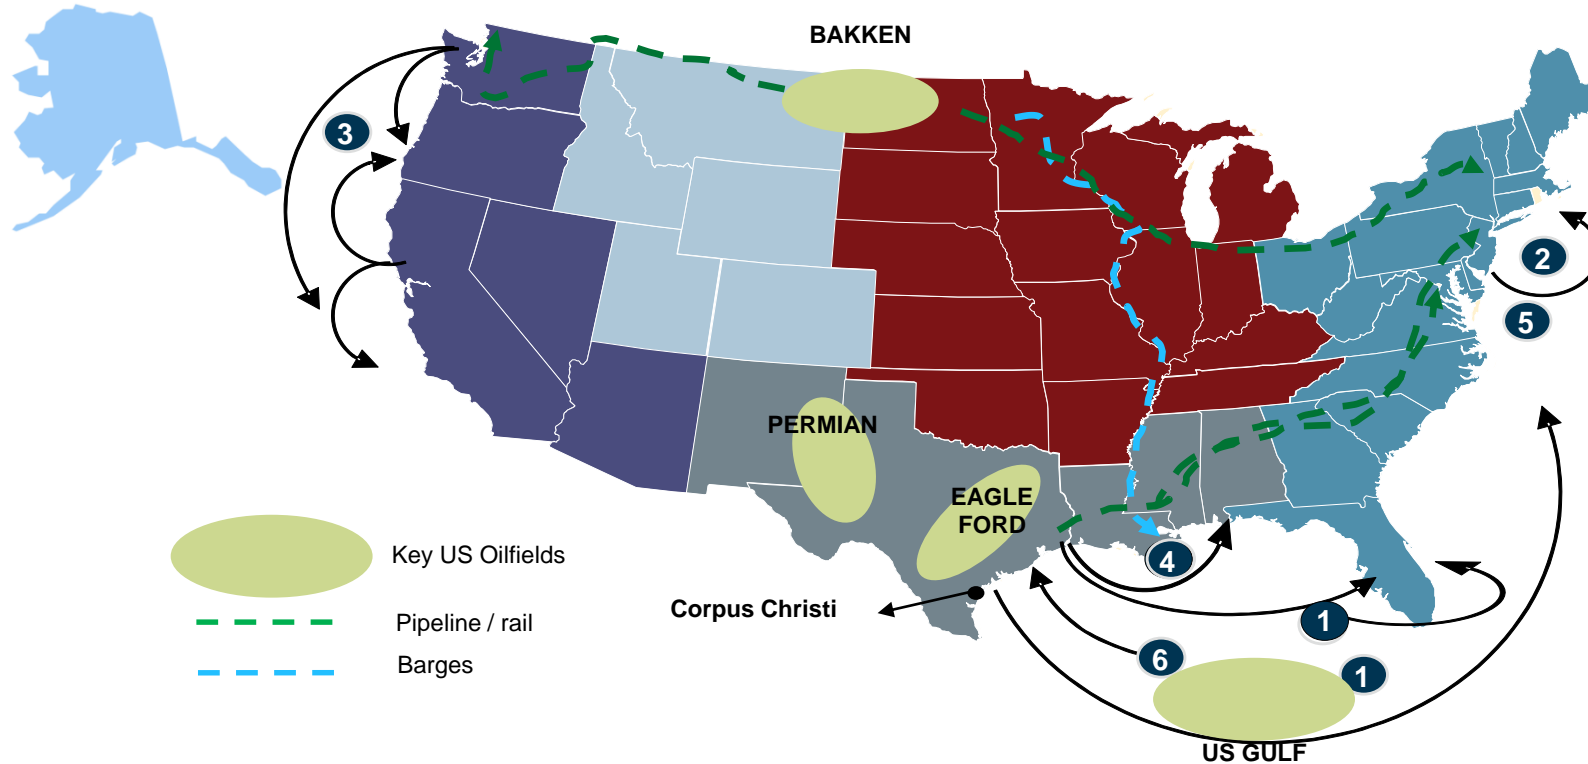 BAKKEN
3
2
5
PERMIAN
EAGLE
FORD
4
Key US Oilfields
Corpus Christi
1
Pipeline / rail
6
Barges
1
US GULF